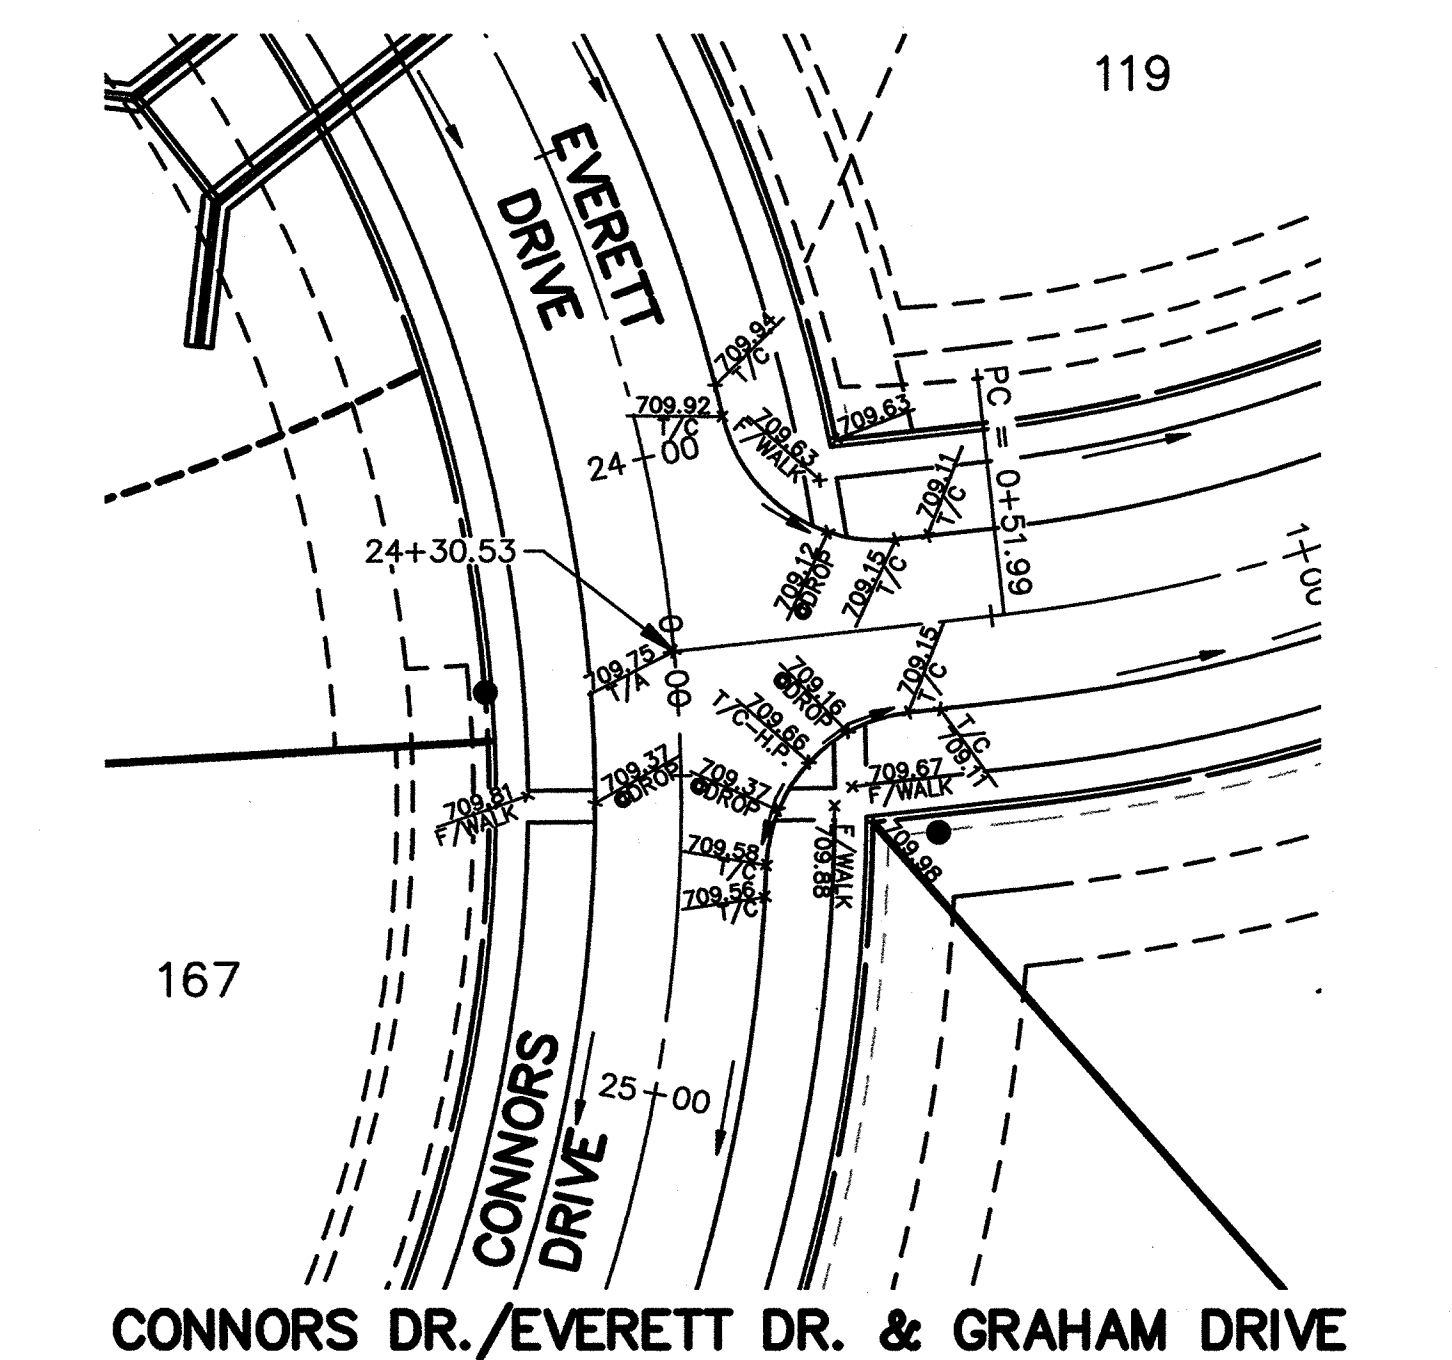 119
EVERETT
DRIVE
709.94
T/C
709.92
T/C
709.63
F/WALK
709.63
PC = 0+51.99
24+00
709.11
T/C
24+30.53
709.12
@DROP
709.15
T/C
1+00
0+00
709.75
T/A
709.15
T/C
709.16
@DROP
709.66
T/C-H.P.
T/C
709.11
709.37
@DROP
709.37
@DROP
709.67
F/WALK
709.81
F/WALK
709.58
T/C
709.56
T/C
F/WALK
709.88
709.98
167
25+00
CONNORS
DRIVE
CONNORS DR./EVERETT DR. & GRAHAM DRIVE